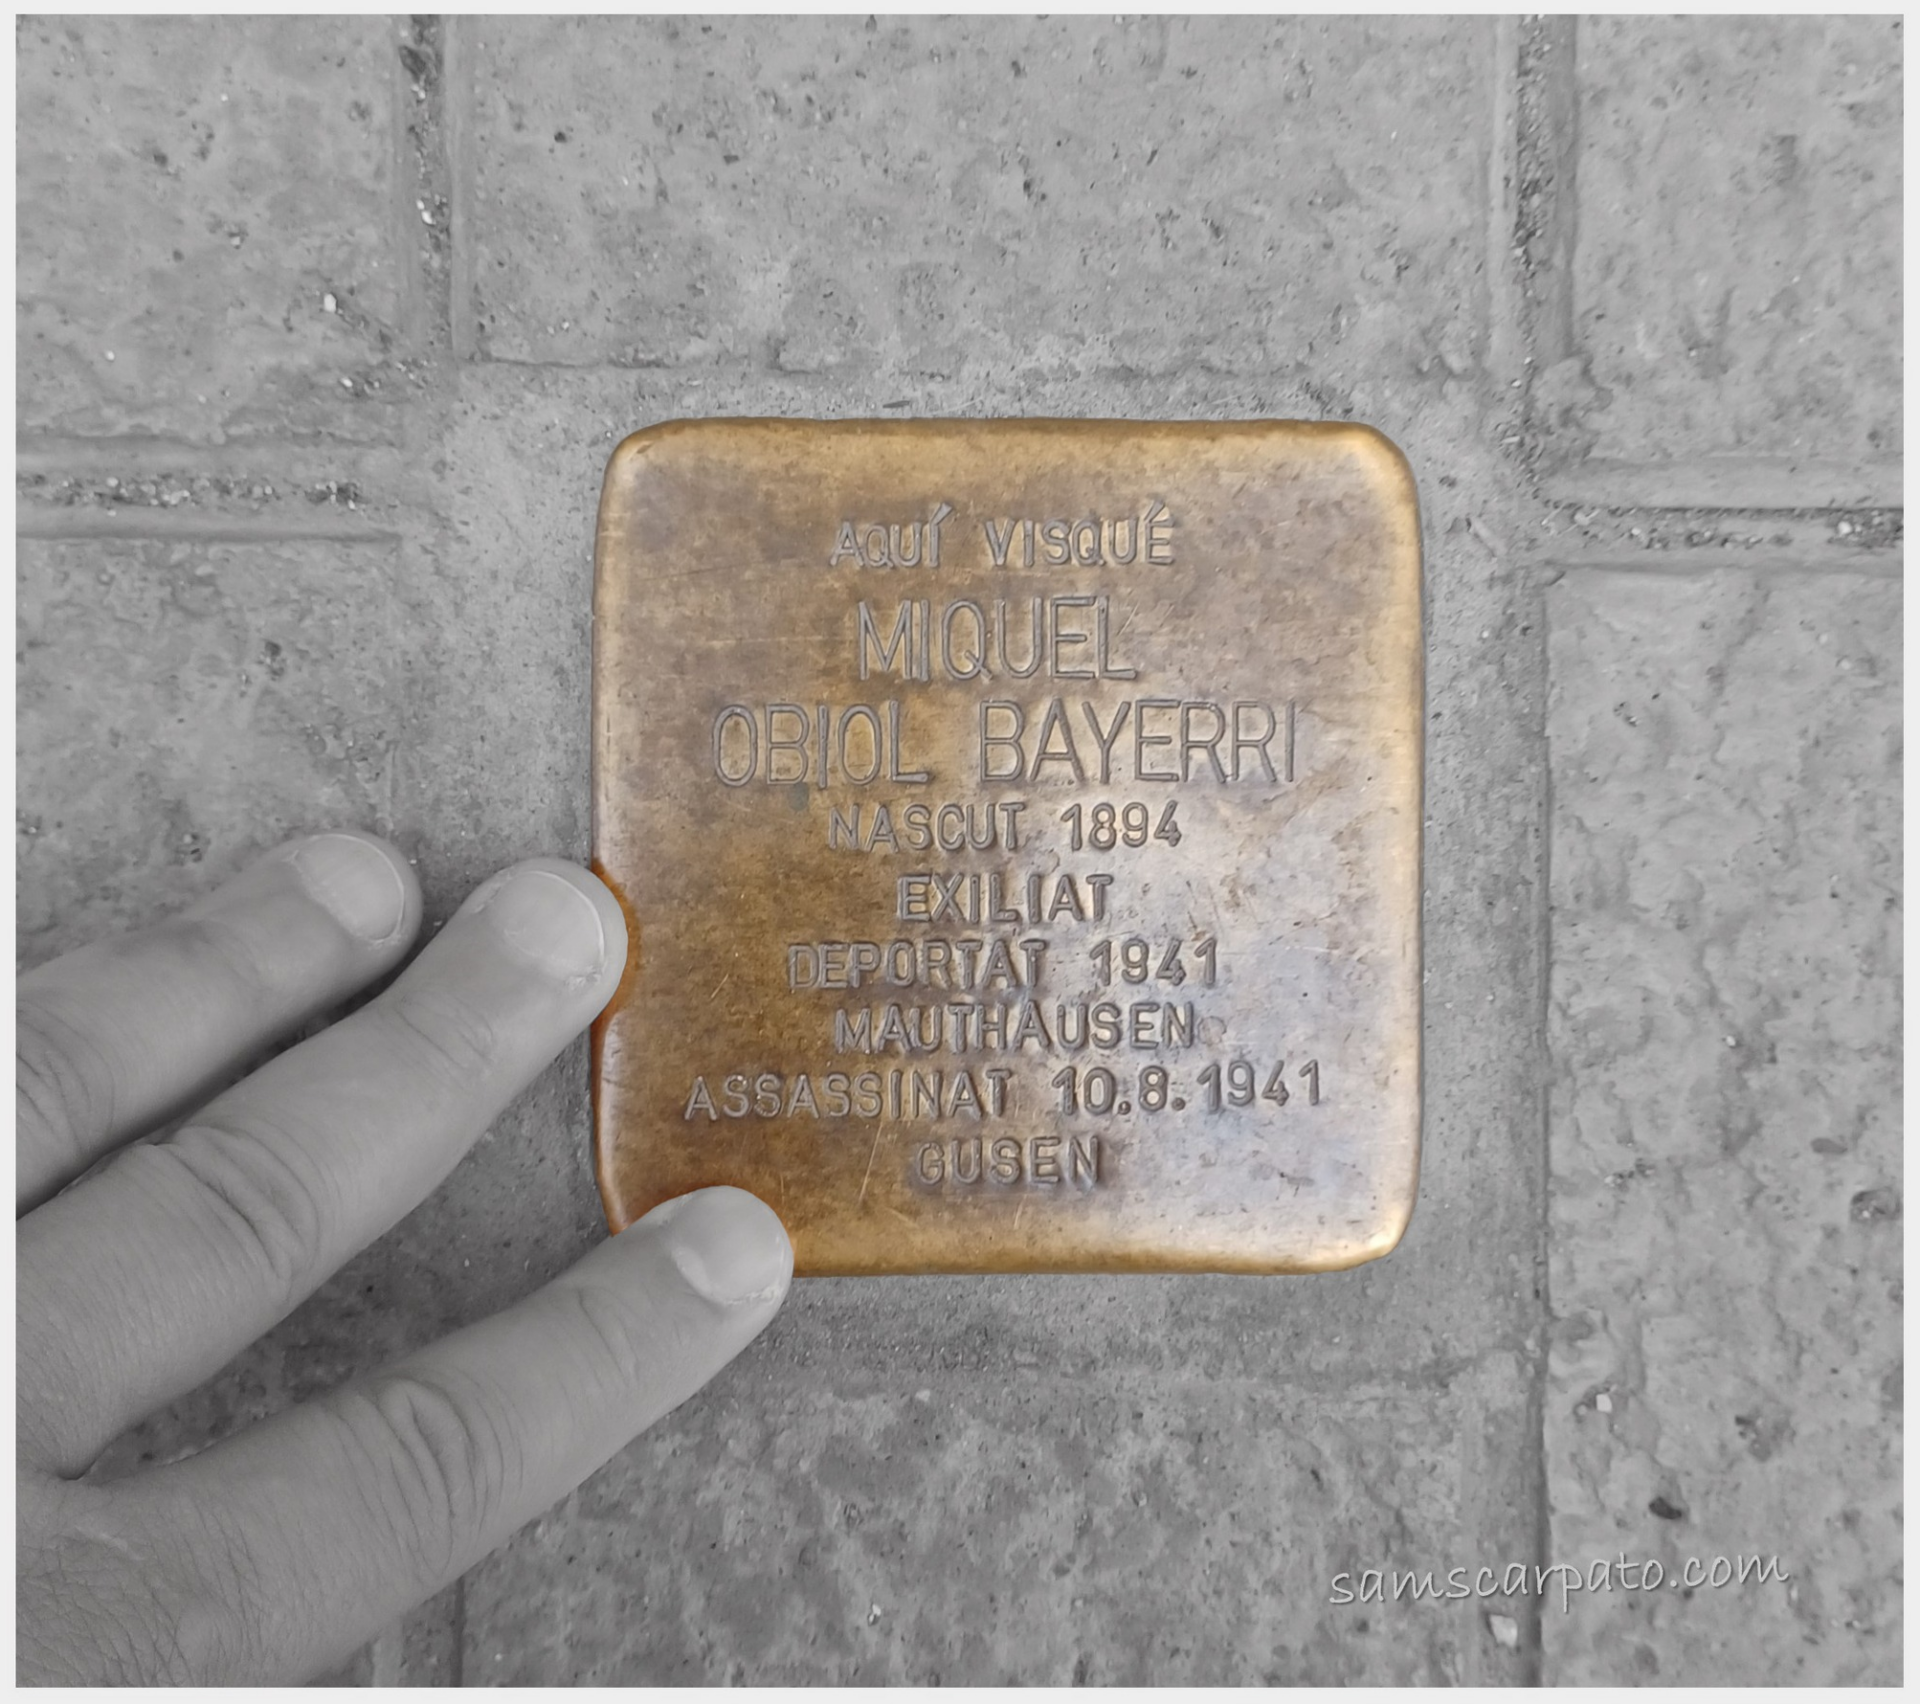 AQUÍ VISQUÉ
MIQUEL
OBIOL BAYERRI
NASCUT 1894
EXILIAT
DEPORTAT 1941
MAUTHAUSEN
ASSASSINAT 10.8.1941
GUSEN
samscarpato.com